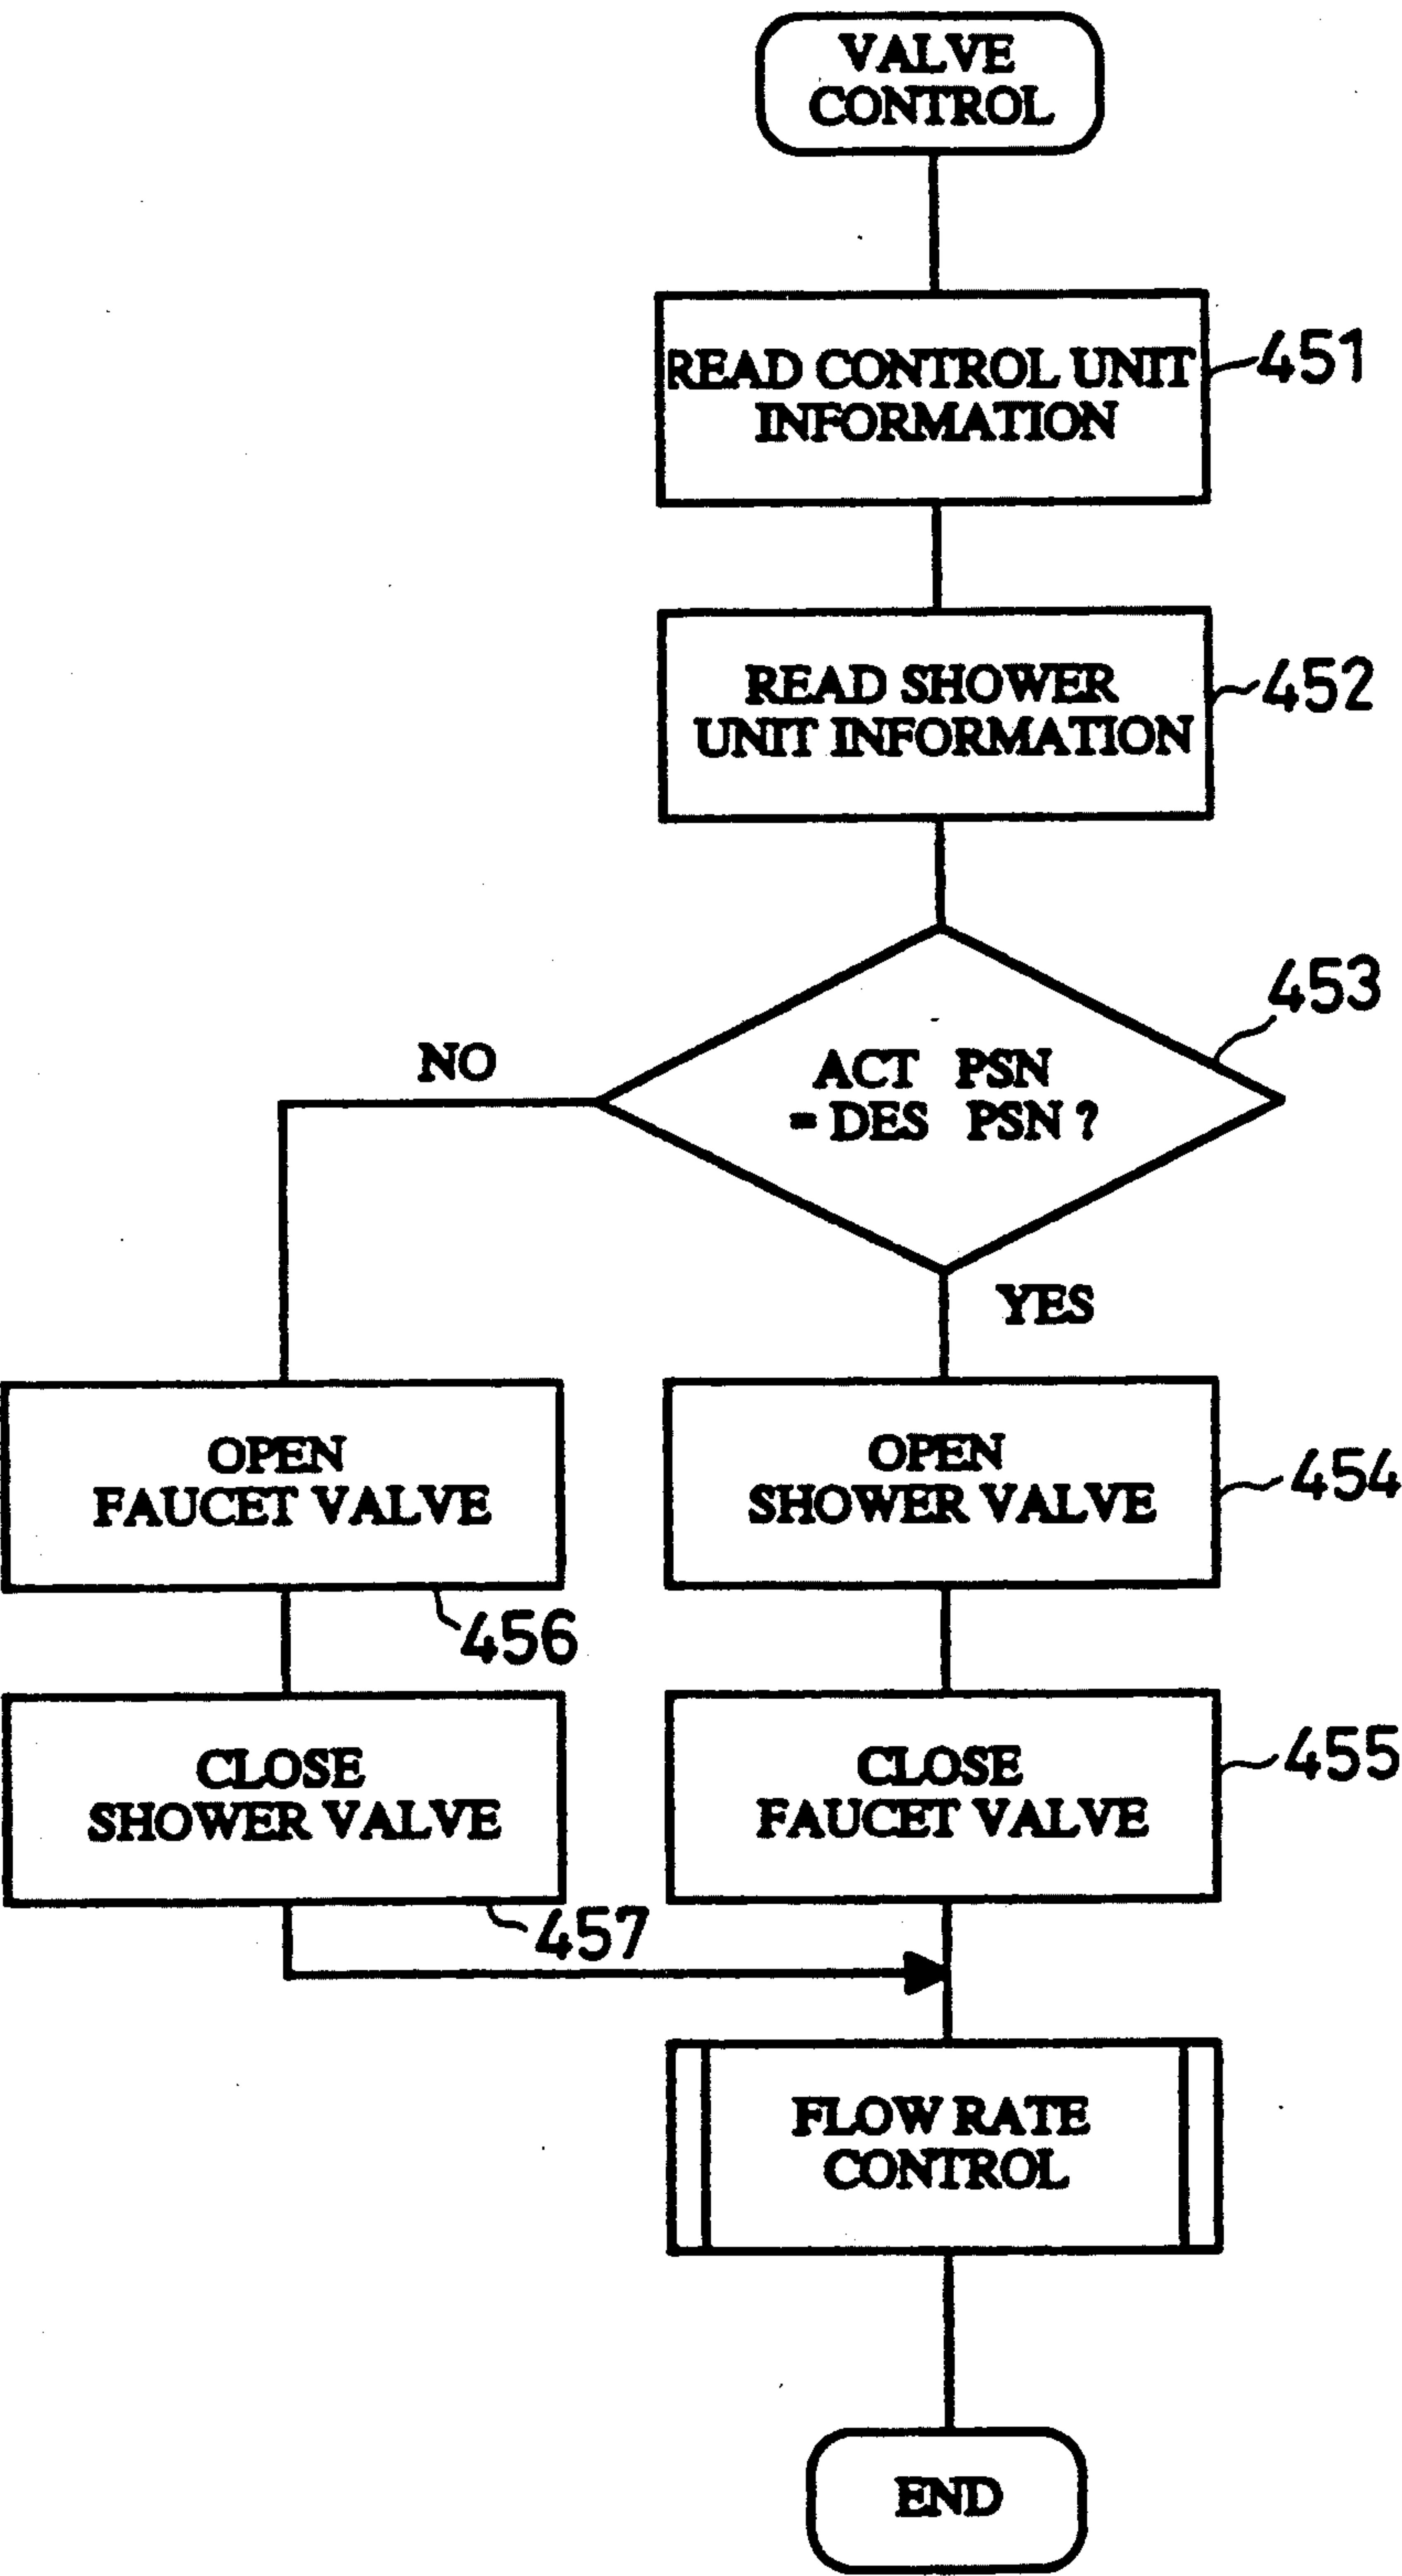 VALVE
CONTROL
READ CONTROL UNIT
INFORMATION
451
READ SHOWER
UNIT INFORMATION
452
453
NO
ACT PSN
= DES PSN ?
YES
OPEN
FAUCET VALVE
456
OPEN
SHOWER VALVE
454
CLOSE
SHOWER VALVE
457
CLOSE
FAUCET VALVE
455
FLOW RATE
CONTROL
END